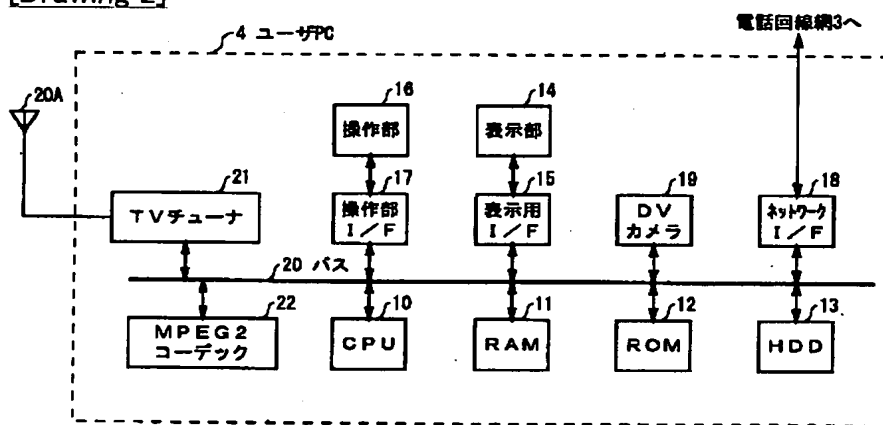 [Drawing 2]
電話回線網3へ
4 ユーザPC
20A
16
操作部
14
表示部
21
TVチューナ
17
操作部
I/F
15
表示用
I/F
19
DV
カメラ
18
ネットワーク
I/F
20 バス
22
MPEG2
コーデック
10
CPU
11
RAM
12
ROM
13
HDD